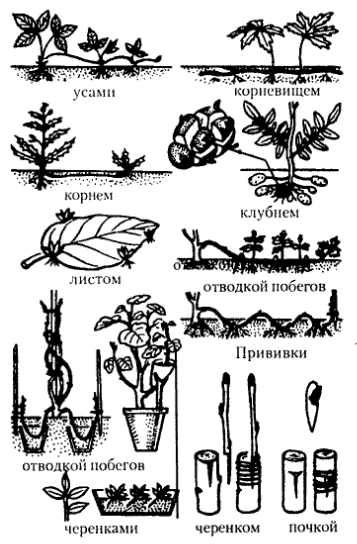 усами
корневищем
корнем
клубнем
листом
отводкой побегов
Прививки
отводкой побегов
черенками
черенком
почкой